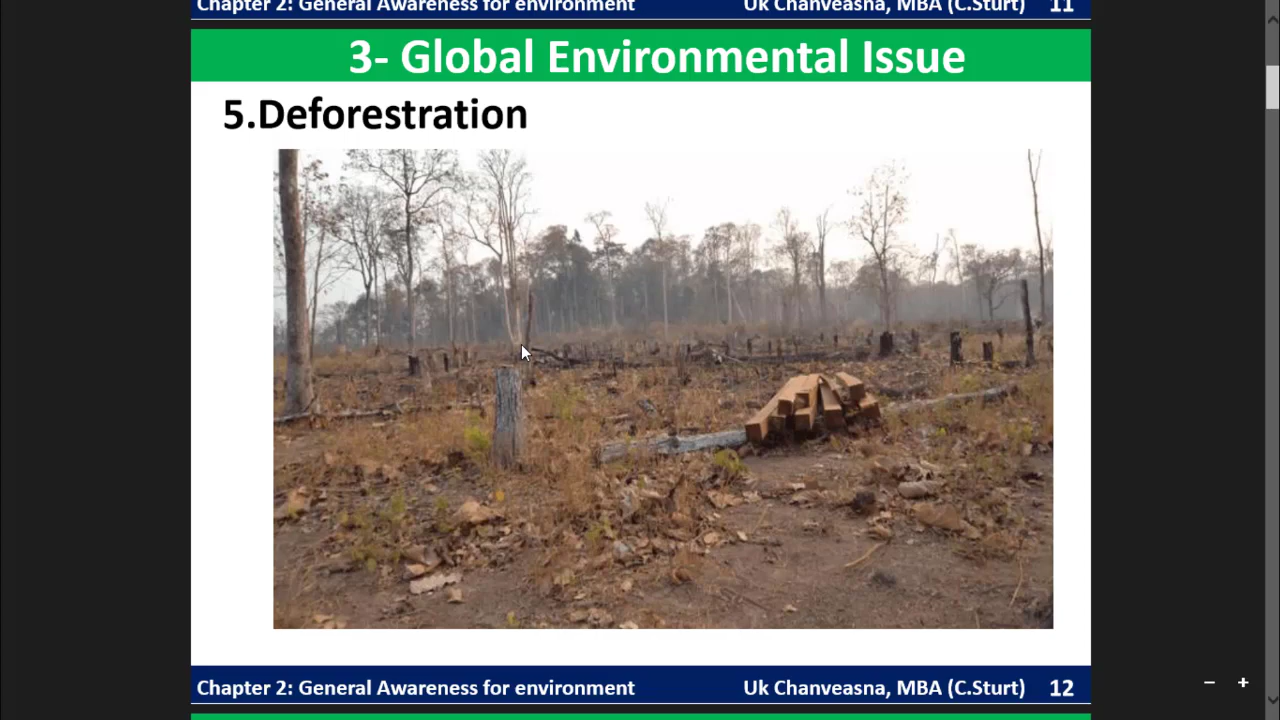 Chapter 2: General Awareness for environment Uk Chanveasna, MBA (C.Sturt) 11
3- Global Environmental Issue
5.Deforestration
Chapter 2: General Awareness for environment Uk Chanveasna, MBA (C.Sturt) 12